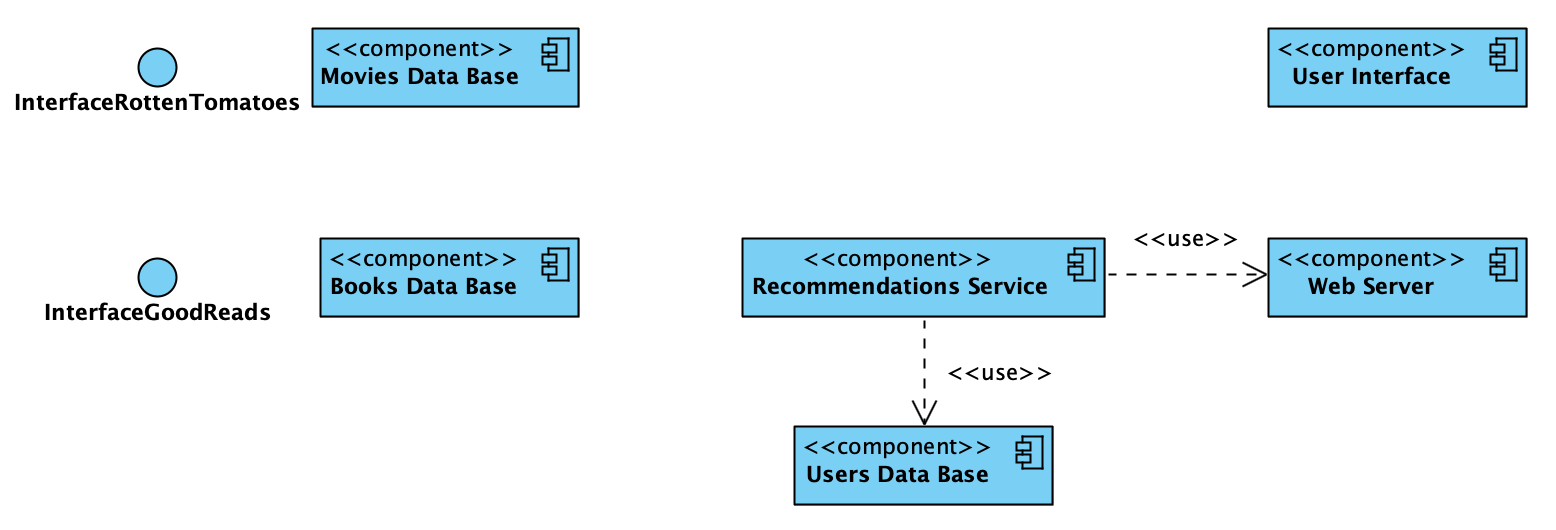 <<component>>
Movies Data Base
<<component>>
User Interface
InterfaceRottenTomatoes
<<component>>
Books Data Base
<<component>>
Recommendations Service
<<use>>
<<component>>
Web Server
InterfaceGoodReads
<<use>>
<<component>>
Users Data Base